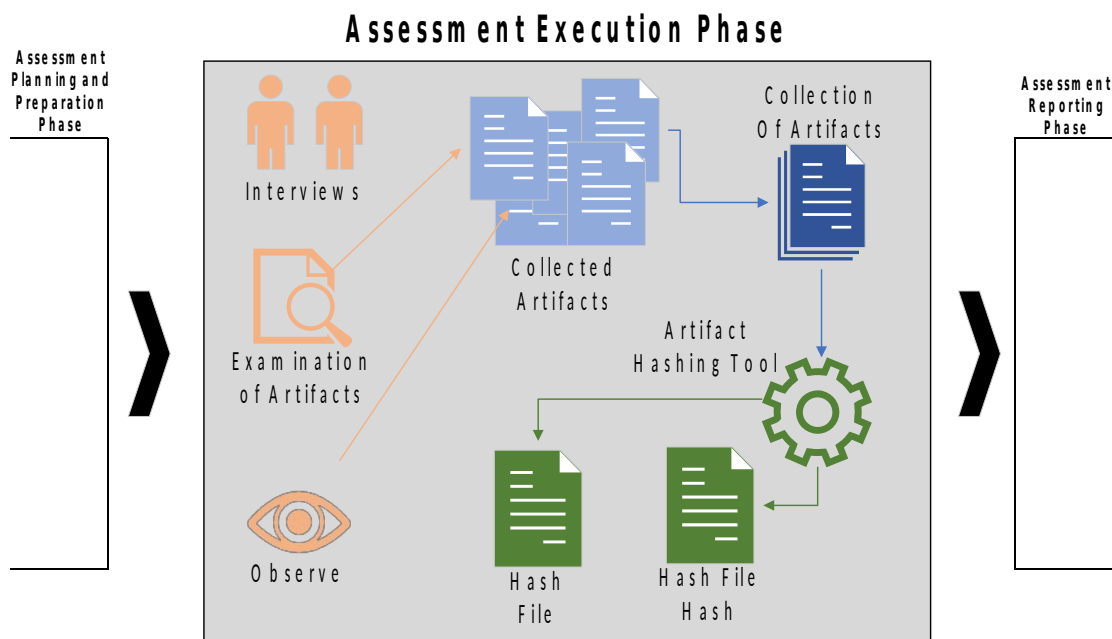 Assessment Execution Phase
Assessment
Planning and
Preparation
Phase
Interviews
Examination
of Artifacts
Observe
Collected
Artifacts
Collection
Of Artifacts
Artifact
Hashing Tool
Hash
File
Hash File
Hash
Assessment
Reporting
Phase